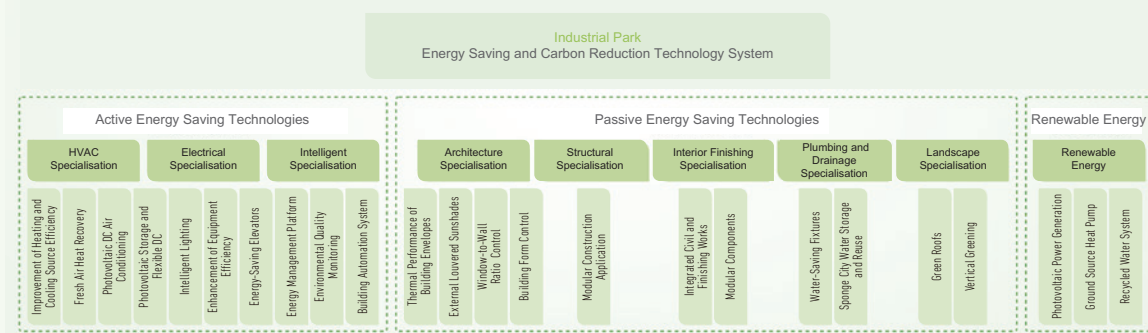 Industrial Park
Energy Saving and Carbon Reduction Technology System
Active Energy Saving Technologies
HVAC
Specialisation
Electrical
Specialisation
Intelligent
Specialisation
Improvement of Heating and
Cooling Source Efficiency
Fresh Air Heat Recovery
Photovoltaic DC Air
Conditioning
Photovoltaic Storage and
Flexible DC
Intelligent Lighting
Enhancement of Equipment
Efficiency
Energy-Saving Elevators
Energy Management Platform
Environmental Quality
Monitoring
Building Automation System
Passive Energy Saving Technologies
Architecture
Specialisation
Structural
Specialisation
Interior Finishing
Specialisation
Plumbing and
Drainage
Specialisation
Landscape
Specialisation
Thermal Performance of
Building Envelopes
External Louvered Sunshades
Window-to-Wall
Ratio Control
Building Form Control
Modular Construction
Application
Integrated Civil and
Finishing Works
Modular Components
Water-Saving Fixtures
Sponge City Water Storage
and Reuse
Green Roofs
Vertical Greening
Renewable Energy
Renewable
Energy
Photovoltaic Power Generation
Ground Source Heat Pump
Recycled Water System